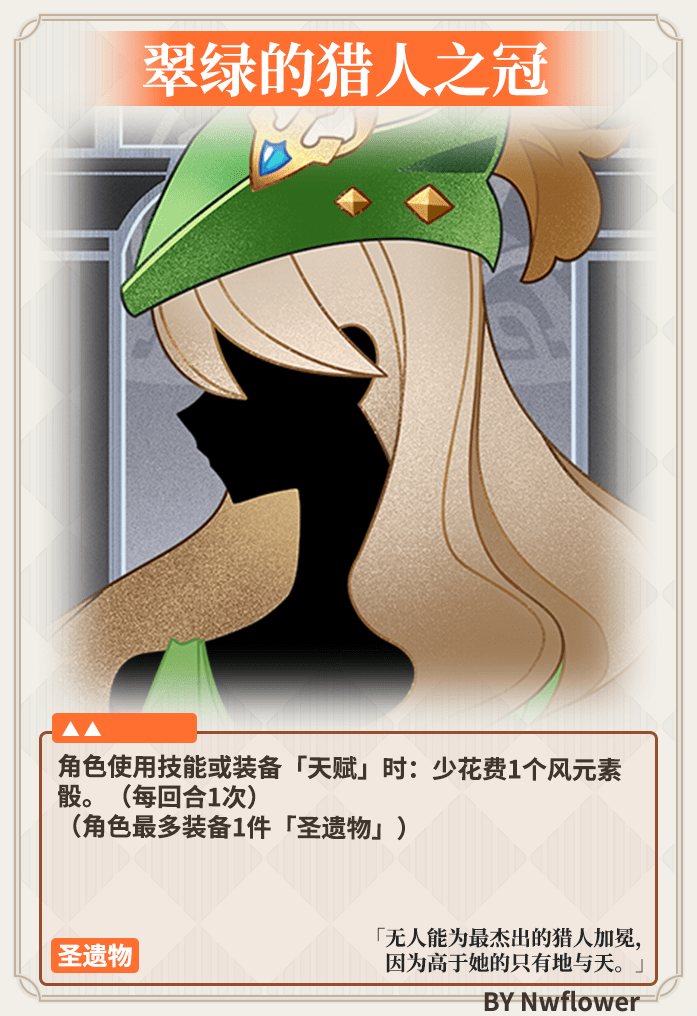 翠绿的猎人之冠
▲▲
角色使用技能或装备「天赋」时：少花费1个风元素
骰。（每回合1次）
（角色最多装备1件「圣遗物」）
圣遗物
「无人能为最杰出的猎人加冕，
因为高于她的只有地与天。」
BY Nwflower